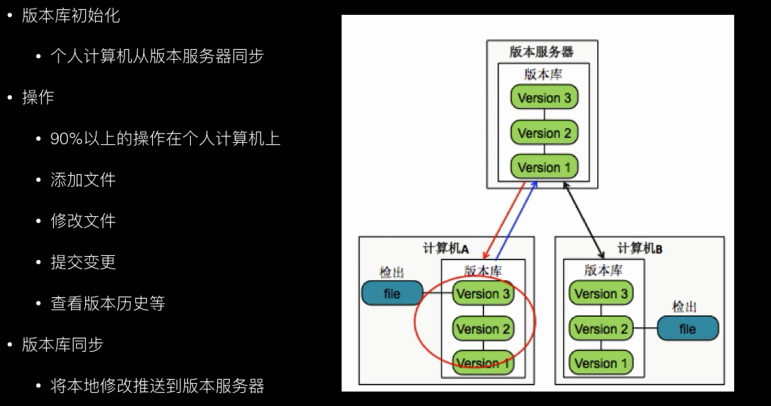 版本库初始化
个人计算机从版本服务器同步
操作
90%以上的操作在个人计算机上
添加文件
修改文件
提交变更
查看版本历史等
版本库同步
将本地修改推送到版本服务器
版本服务器
版本库
Version 3
Version 2
Version 1
计算机A
版本库
检出
file
Version 3
Version 2
Version 1
计算机B
版本库
Version 3
Version 2
Version 1
检出
file